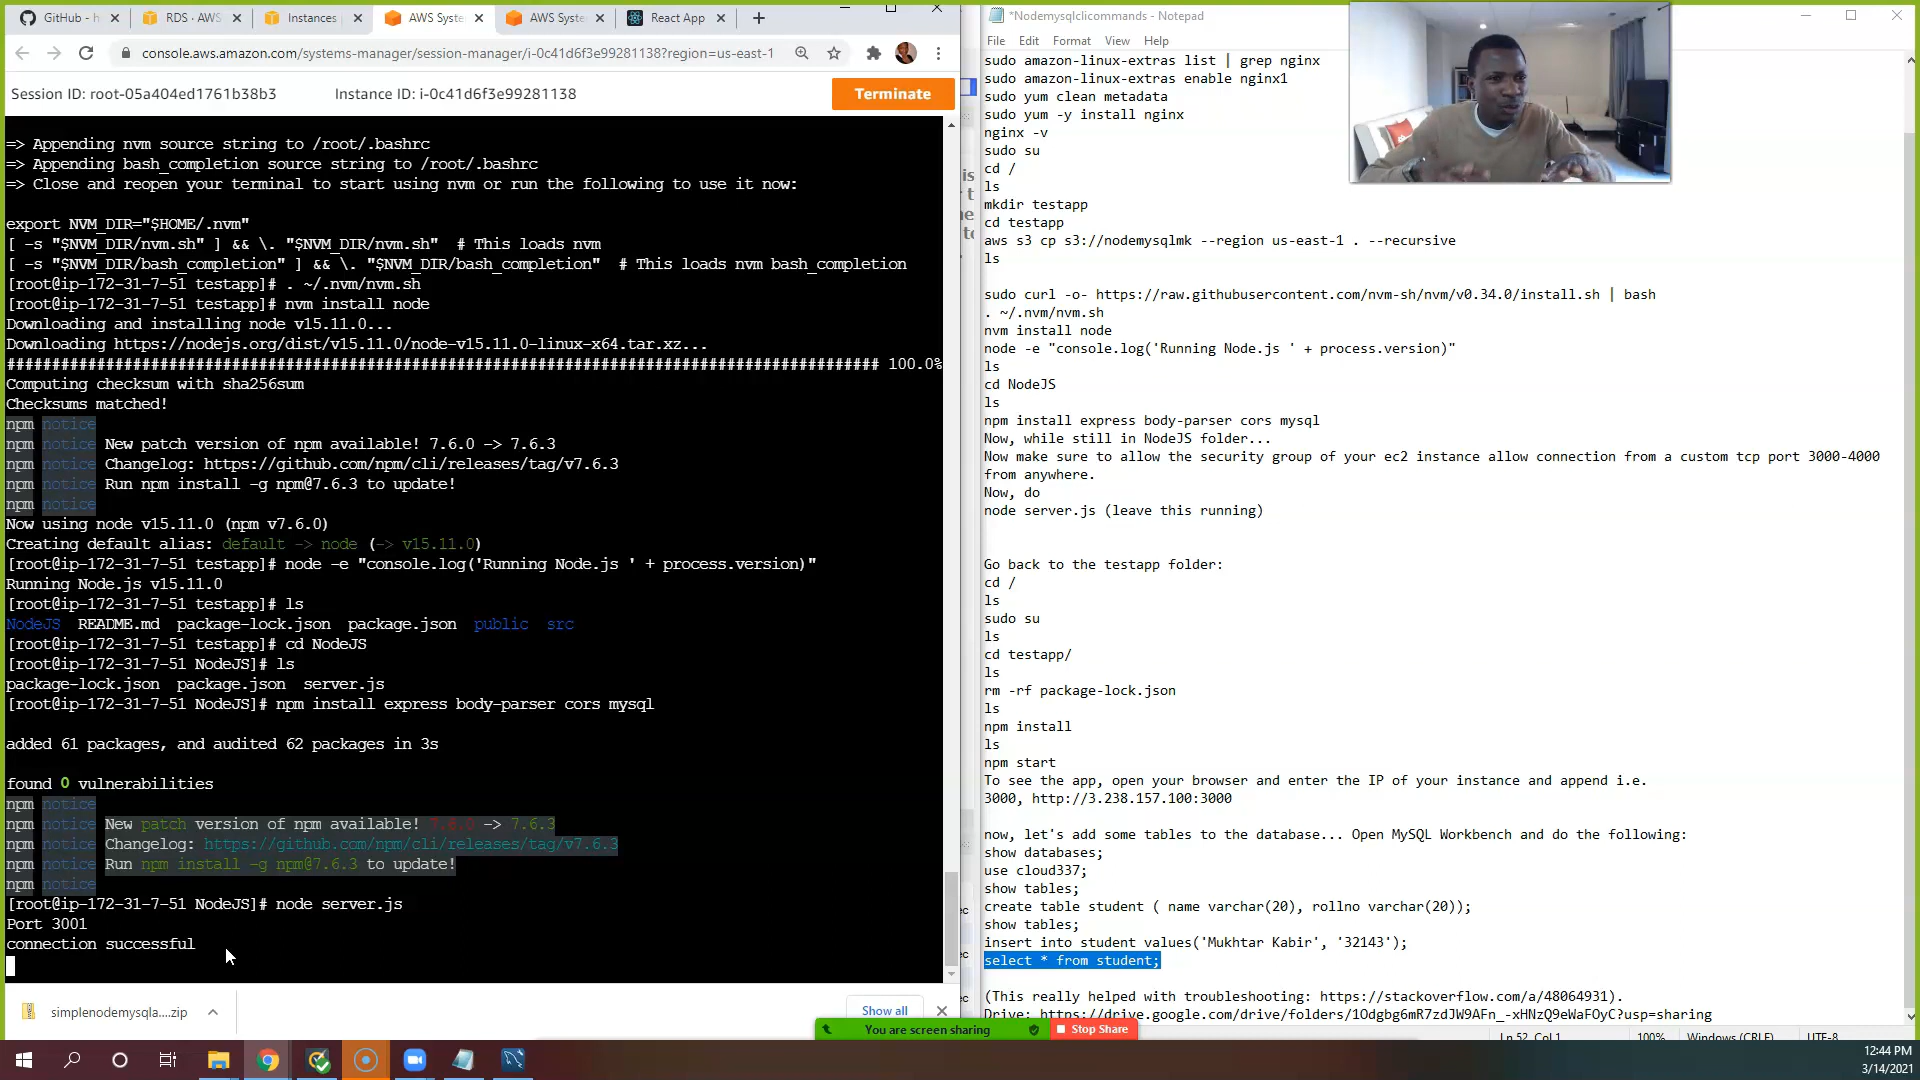 GitHub - h
RDS · AWS
Instances
AWS Syste
AWS Syste
React App
console.aws.amazon.com/systems-manager/session-manager/i-0c41d6f3e99281138?region=us-east-1
Session ID: root-05a404ed1761b38b3
Instance ID: i-0c41d6f3e99281138
Terminate
=> Appending nvm source string to /root/.bashrc
=> Appending bash_completion source string to /root/.bashrc
=> Close and reopen your terminal to start using nvm or run the following to use it now:
export NVM_DIR="$HOME/.nvm"
[ -s "$NVM_DIR/nvm.sh" ] && \. "$NVM_DIR/nvm.sh"  # This loads nvm
[ -s "$NVM_DIR/bash_completion" ] && \. "$NVM_DIR/bash_completion"  # This loads nvm bash_completion
[root@ip-172-31-7-51 testapp]# . ~/.nvm/nvm.sh
[root@ip-172-31-7-51 testapp]# nvm install node
Downloading and installing node v15.11.0...
Downloading https://nodejs.org/dist/v15.11.0/node-v15.11.0-linux-x64.tar.xz...
################################################################################################# 100.0%
Computing checksum with sha256sum
Checksums matched!
npm notice
npm notice New patch version of npm available! 7.6.0 -> 7.6.3
npm notice Changelog: https://github.com/npm/cli/releases/tag/v7.6.3
npm notice Run npm install -g npm@7.6.3 to update!
npm notice
Now using node v15.11.0 (npm v7.6.0)
Creating default alias: default -> node (-> v15.11.0)
[root@ip-172-31-7-51 testapp]# node -e "console.log('Running Node.js ' + process.version)"
Running Node.js v15.11.0
[root@ip-172-31-7-51 testapp]# ls
NodeJS  README.md  package-lock.json  package.json  public  src
[root@ip-172-31-7-51 testapp]# cd NodeJS
[root@ip-172-31-7-51 NodeJS]# ls
package-lock.json  package.json  server.js
[root@ip-172-31-7-51 NodeJS]# npm install express body-parser cors mysql
added 61 packages, and audited 62 packages in 3s
found 0 vulnerabilities
npm notice
npm notice New patch version of npm available! 7.6.0 -> 7.6.3
npm notice Changelog: https://github.com/npm/cli/releases/tag/v7.6.3
npm notice Run npm install -g npm@7.6.3 to update!
npm notice
[root@ip-172-31-7-51 NodeJS]# node server.js
Port 3001
connection successful
simplenodemysqla....zip
Show all
You are screen sharing
Stop Share
*Nodemysqlclicommands - Notepad
File Edit Format View Help
sudo amazon-linux-extras list | grep nginx
sudo amazon-linux-extras enable nginx1
sudo yum clean metadata
sudo yum -y install nginx
nginx -v
sudo su
cd /
ls
mkdir testapp
cd testapp
aws s3 cp s3://nodemysqlmk --region us-east-1 . --recursive
ls
sudo curl -o- https://raw.githubusercontent.com/nvm-sh/nvm/v0.34.0/install.sh | bash
. ~/.nvm/nvm.sh
nvm install node
node -e "console.log('Running Node.js ' + process.version)"
ls
cd NodeJS
ls
npm install express body-parser cors mysql
Now, while still in NodeJS folder...
Now make sure to allow the security group of your ec2 instance allow connection from a custom tcp port 3000-4000
from anywhere.
Now, do
node server.js (leave this running)
Go back to the testapp folder:
cd /
ls
sudo su
ls
cd testapp/
ls
rm -rf package-lock.json
ls
npm install
ls
npm start
To see the app, open your browser and enter the IP of your instance and append i.e.
3000, http://3.238.157.100:3000
now, let's add some tables to the database... Open MySQL Workbench and do the following:
show databases;
use cloud337;
show tables;
create table student ( name varchar(20), rollno varchar(20));
show tables;
insert into student values('Mukhtar Kabir', '32143');
select * from student;
(This really helped with troubleshooting: https://stackoverflow.com/a/48064931).
Drive: https://drive.google.com/drive/folders/1Odgbg6mR7zdJW9AFn_-xHNzQ9eWaFOyC?usp=sharing
Ln 52, Col 1
100%
Windows (CRLF)
UTF-8
12:44 PM
3/14/2021